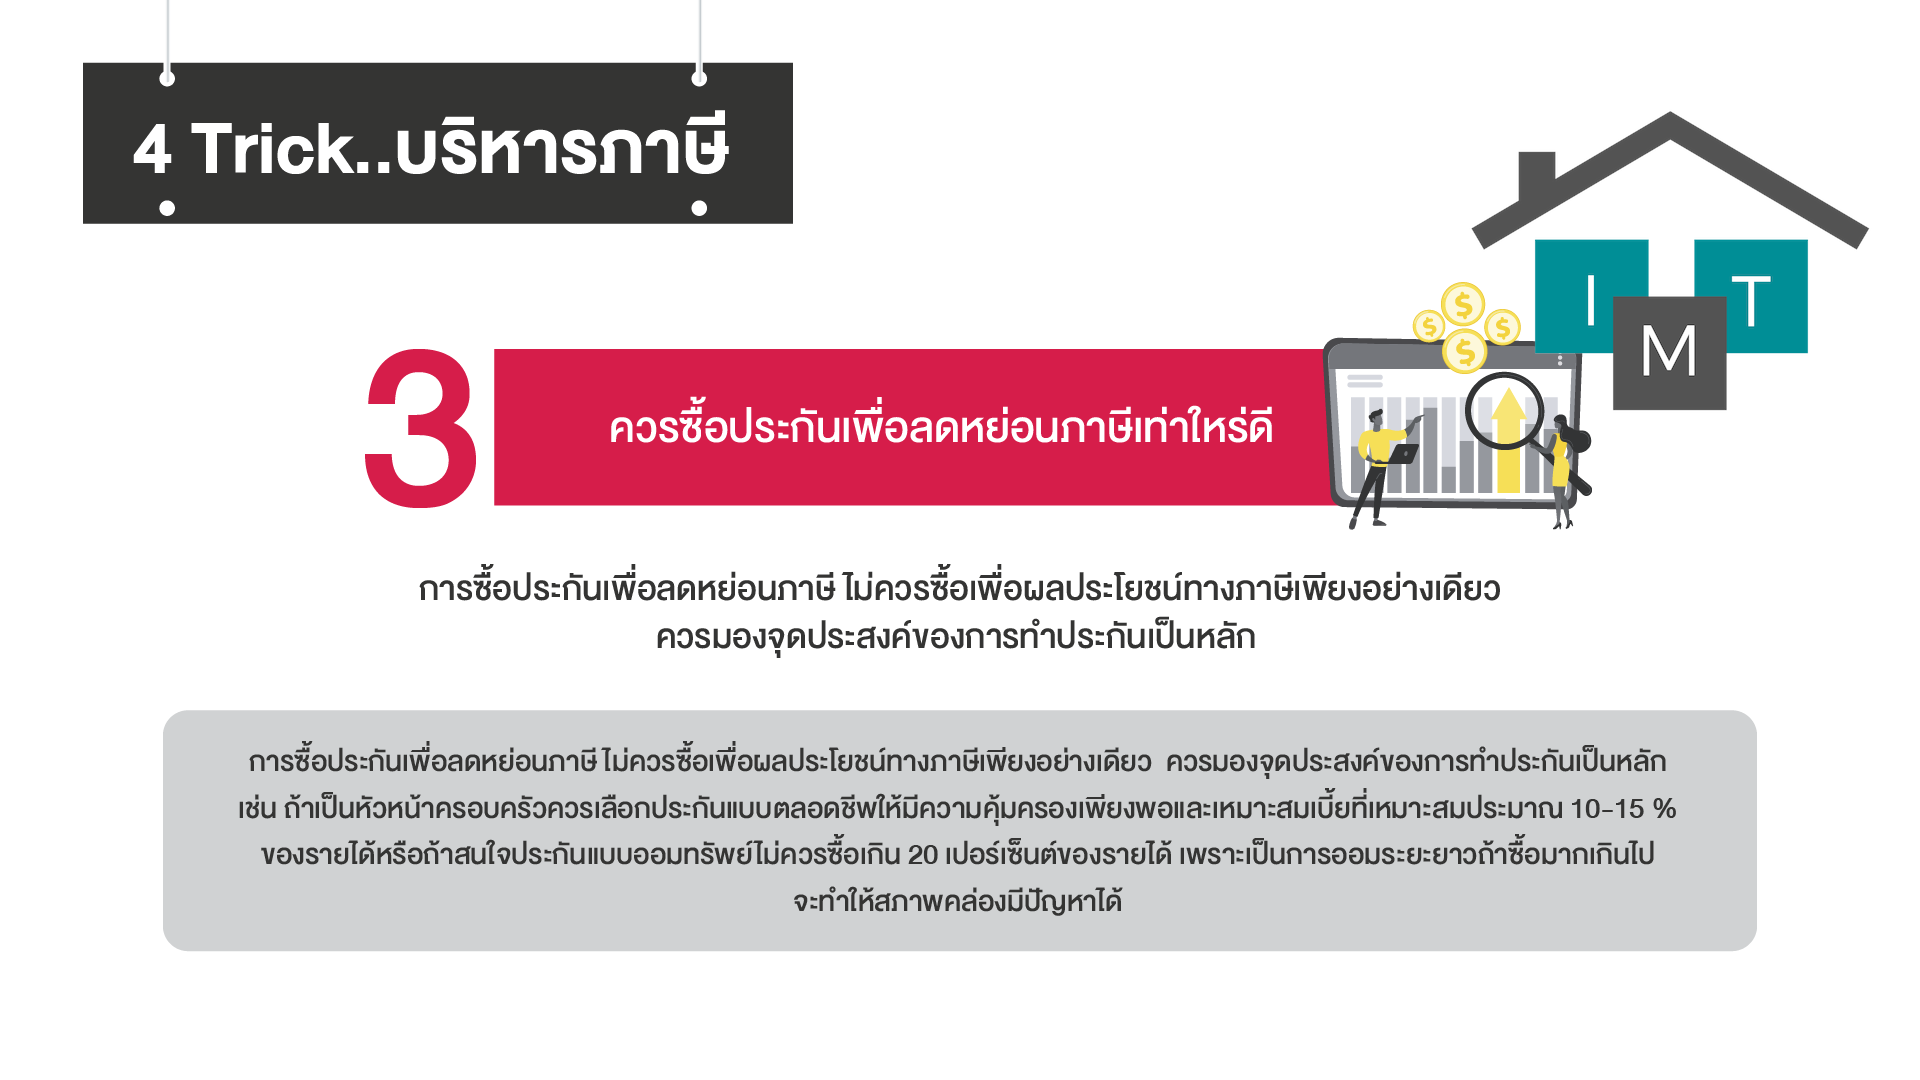 4 Trick..บริหารภาษี
I
T
M
3
ควรซื้อประกันเพื่อลดหย่อนภาษีเท่าใหร่ดี
การซื้อประกันเพื่อลดหย่อนภาษี ไม่ควรซื้อเพื่อผลประโยชน์ทางภาษีเพียงอย่างเดียว
ควรมองจุดประสงค์ของการทำประกันเป็นหลัก
การซื้อประกันเพื่อลดหย่อนภาษี ไม่ควรซื้อเพื่อผลประโยชน์ทางภาษีเพียงอย่างเดียว  ควรมองจุดประสงค์ของการทำประกันเป็นหลัก
เช่น ถ้าเป็นหัวหน้าครอบครัวควรเลือกประกันแบบตลอดชีพให้มีความคุ้มครองเพียงพอและเหมาะสมเบี้ยที่เหมาะสมประมาณ 10-15 %
ของรายได้หรือถ้าสนใจประกันแบบออมทรัพย์ไม่ควรซื้อเกิน 20 เปอร์เซ็นต์ของรายได้ เพราะเป็นการออมระยะยาวถ้าซื้อมากเกินไป
จะทำให้สภาพคล่องมีปัญหาได้